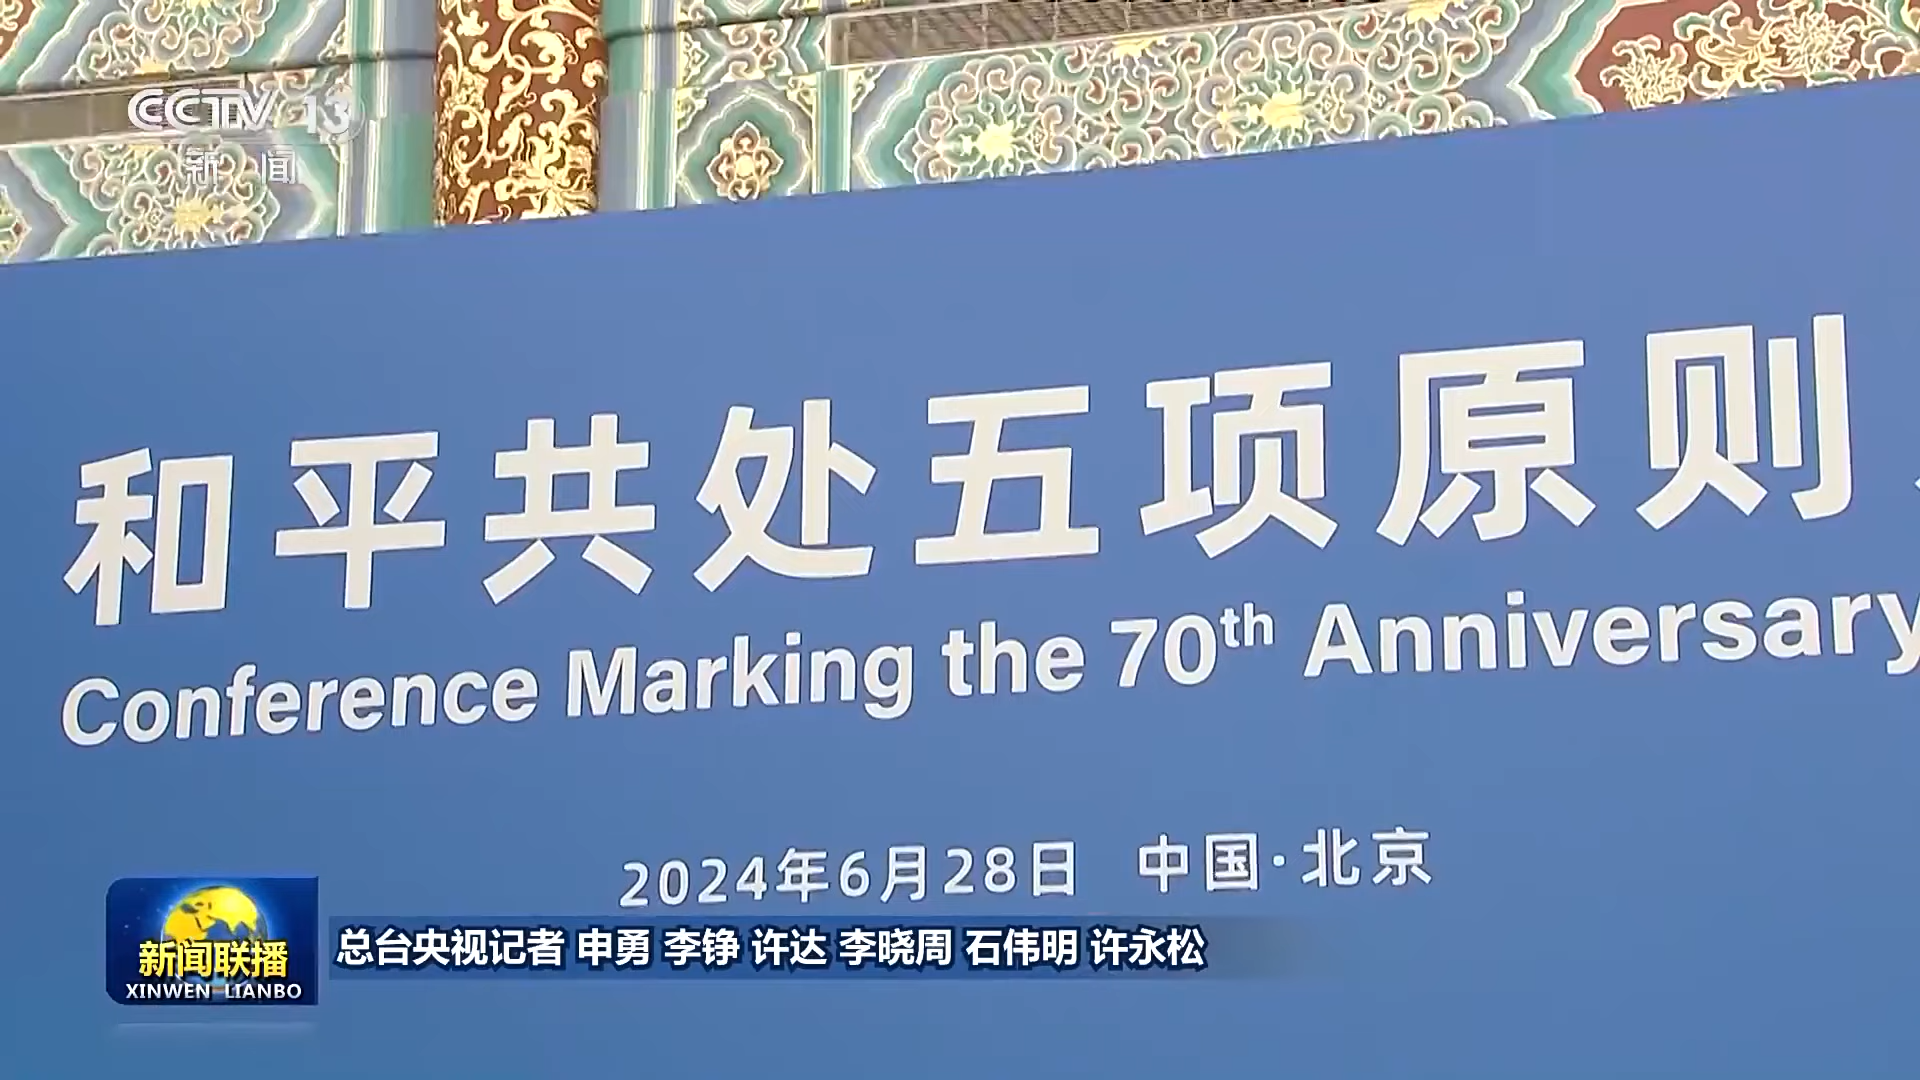 CCTV 13
新闻
和平共处五项原则
Conference Marking the 70th Anniversary
2024年6月28日 中国·北京
新闻联播
XINWEN LIANBO
总台央视记者 申勇 李铮 许达 李晓周 石伟明 许永松